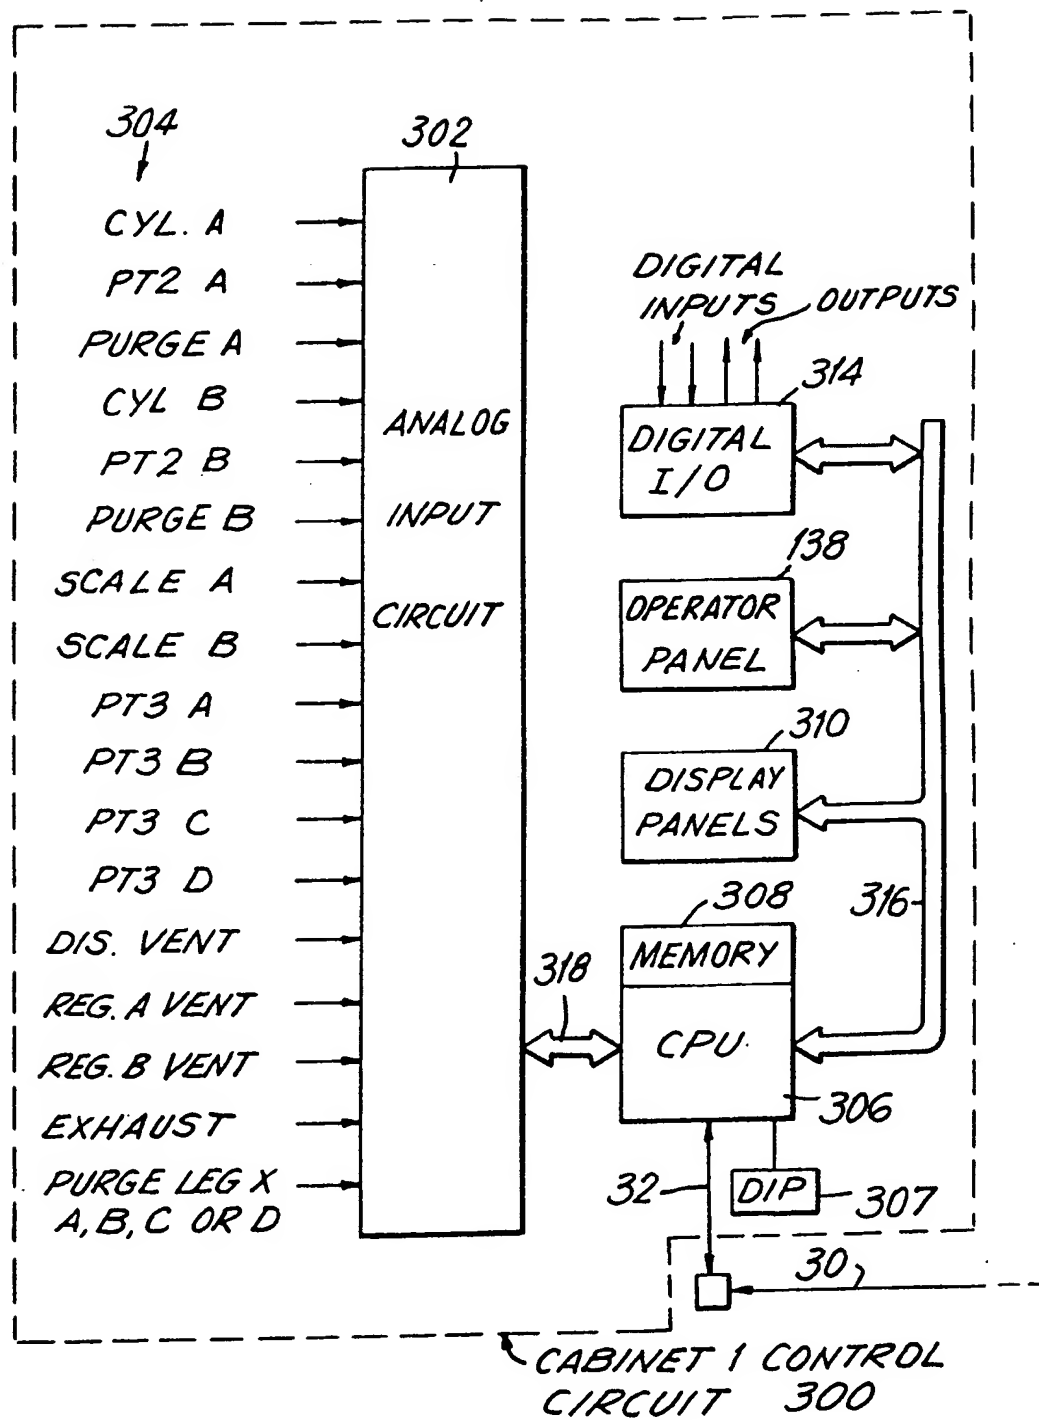 304
CYL. A
PT2 A
PURGE A
CYL B
PT2 B
PURGE B
SCALE A
SCALE B
PT3 A
PT3 B
PT3 C
PT3 D
DIS. VENT
REG. A VENT
REG. B VENT
EXHAUST
PURGE LEG X
A, B, C OR D
302
ANALOG
INPUT
CIRCUIT
DIGITAL
INPUTS
OUTPUTS
314
DIGITAL
I/O
138
OPERATOR
PANEL
310
DISPLAY
PANELS
316
308
MEMORY
318
CPU
306
32
DIP
307
30
CABINET 1 CONTROL
CIRCUIT 300